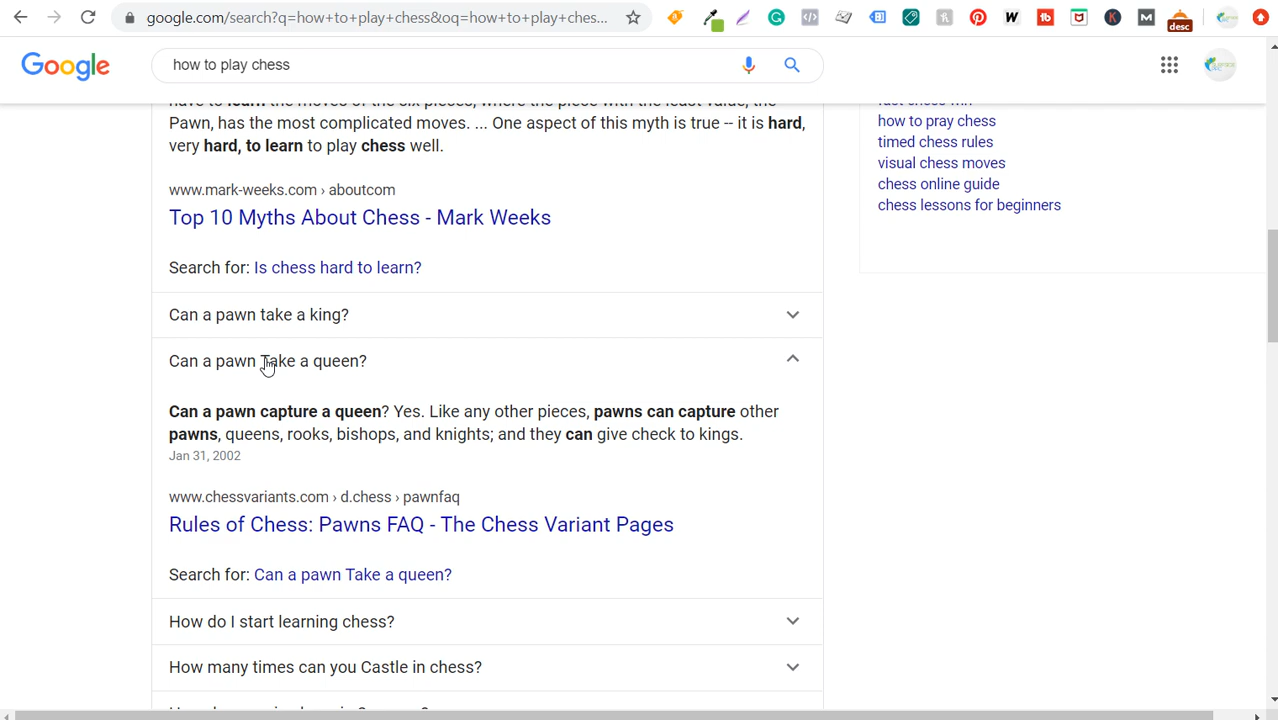 google.com/search?q=how+to+play+chess&oq=how+to+play+ches...
desc
Google
how to play chess
have to learn the moves of the six pieces, where the piece with the least value, the
Pawn, has the most complicated moves. ... One aspect of this myth is true -- it is hard,
very hard, to learn to play chess well.
www.mark-weeks.com › aboutcom
Top 10 Myths About Chess - Mark Weeks
Search for: Is chess hard to learn?
Can a pawn take a king?
Can a pawn Take a queen?
Can a pawn capture a queen? Yes. Like any other pieces, pawns can capture other
pawns, queens, rooks, bishops, and knights; and they can give check to kings.
Jan 31, 2002
www.chessvariants.com › d.chess › pawnfaq
Rules of Chess: Pawns FAQ - The Chess Variant Pages
Search for: Can a pawn Take a queen?
How do I start learning chess?
How many times can you Castle in chess?
how to pray chess
timed chess rules
visual chess moves
chess online guide
chess lessons for beginners